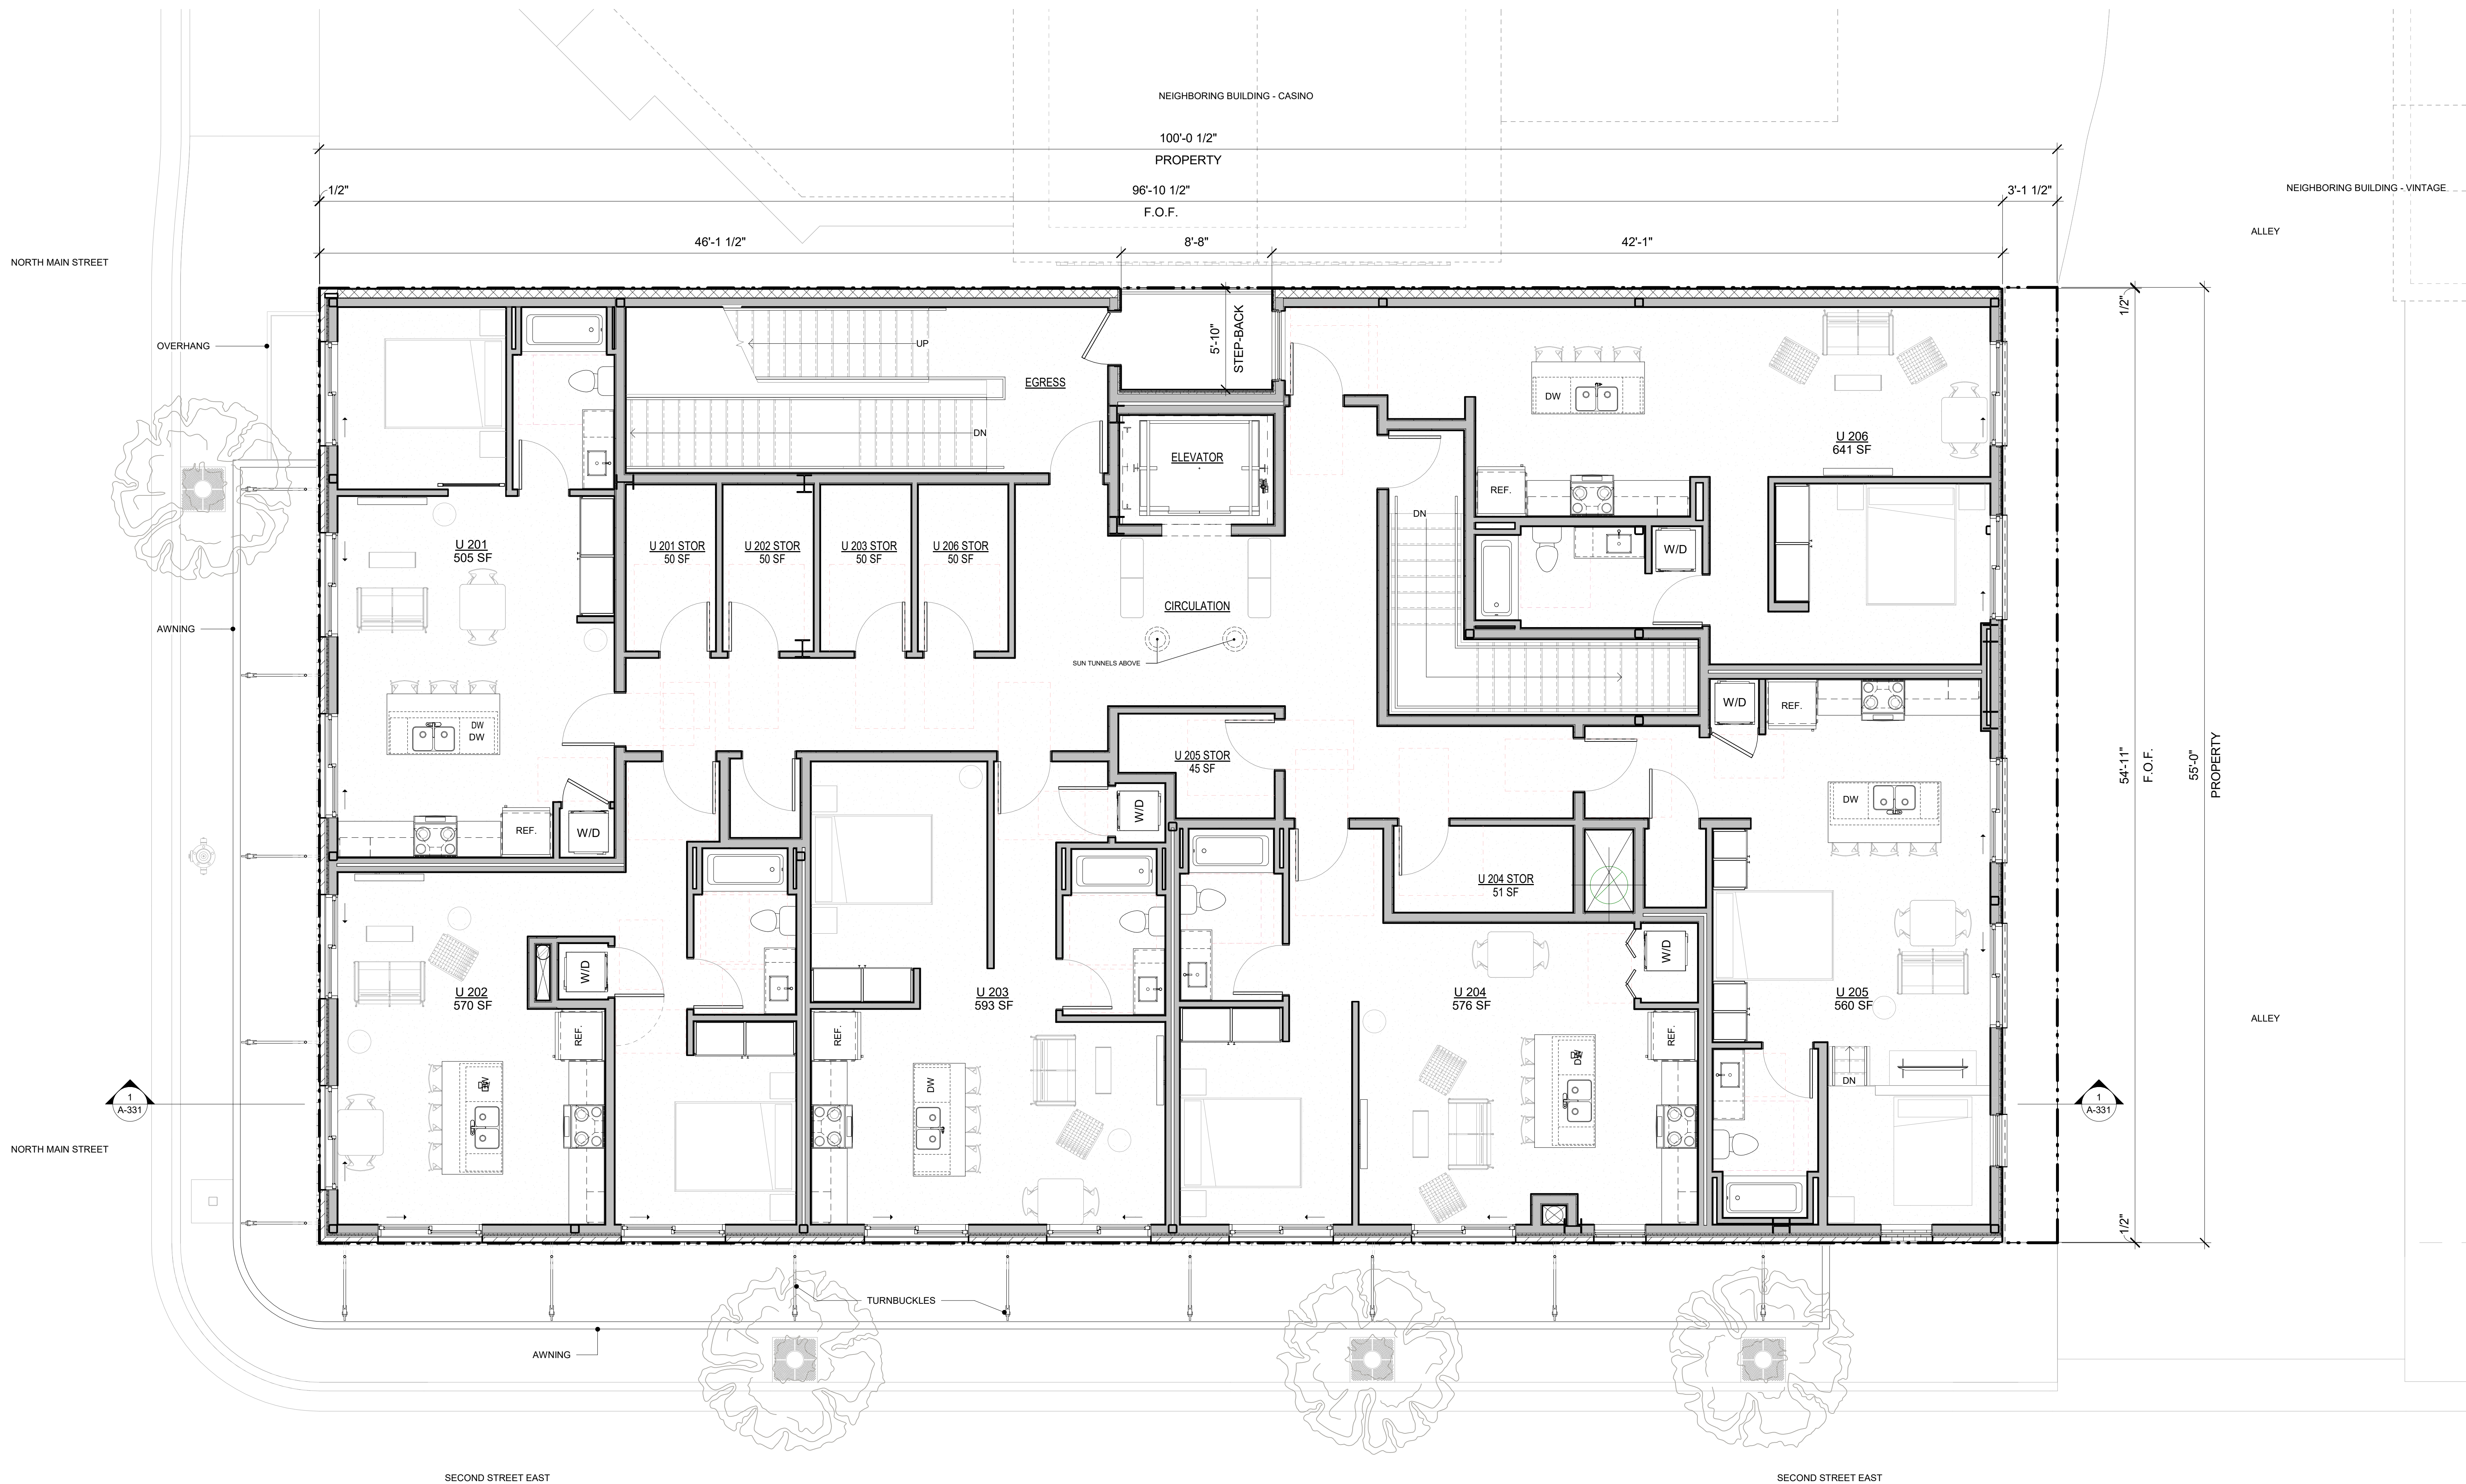 NEIGHBORING BUILDING - CASINO
100'-0 1/2"
PROPERTY
1/2"
96'-10 1/2"
3'-1 1/2"
NEIGHBORING BUILDING - VINTAGE
F.O.F.
ALLEY
46'-1 1/2"
8'-8"
42'-1"
NORTH MAIN STREET
1/2"
OVERHANG
UP
5'-10"
STEP-BACK
EGRESS
DW
DN
U 206
641 SF
ELEVATOR
REF.
DN
U 201
505 SF
U 201 STOR
50 SF
U 202 STOR
50 SF
U 203 STOR
50 SF
U 206 STOR
50 SF
W/D
CIRCULATION
AWNING
SUN TUNNELS ABOVE
W/D
REF.
DW
DW
U 205 STOR
45 SF
54'-11"
F.O.F.
55'-0"
PROPERTY
DW
W/D
REF.
W/D
U 204 STOR
51 SF
W/D
W/D
U 202
570 SF
U 203
593 SF
U 204
576 SF
U 205
560 SF
ALLEY
REF.
REF.
REF.
DW
DW
DW
DW
DW
DN
1
A-331
1
A-331
NORTH MAIN STREET
1/2"
TURNBUCKLES
AWNING
SECOND STREET EAST
SECOND STREET EAST